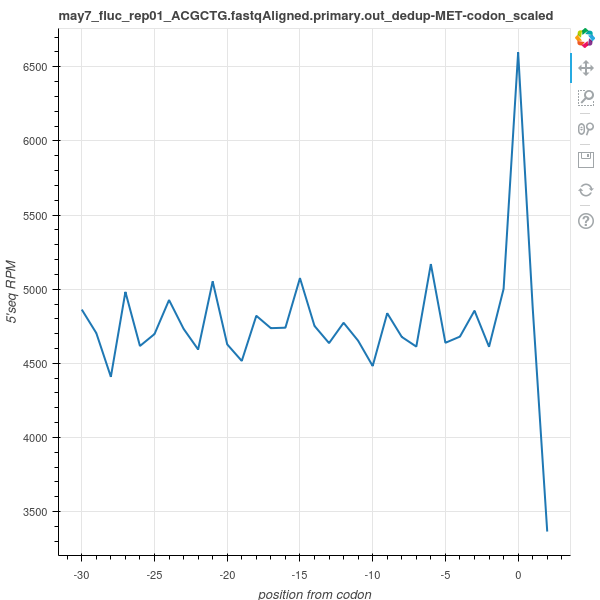 may7_fluc_rep01_ACGCTG.fastqAligned.primary.out_dedup-MET-codon_scaled
6500
6000
5500
5000
4500
4000
3500
5'seq RPM
-30 -25 -20 -15 -10 -5 0
position from codon